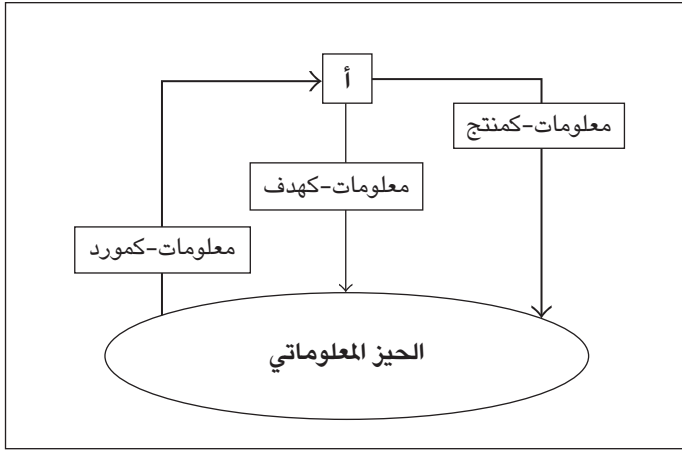 أ
معلومات-كمنتج
معلومات-كهدف
معلومات-كمورد
الحيز المعلوماتي